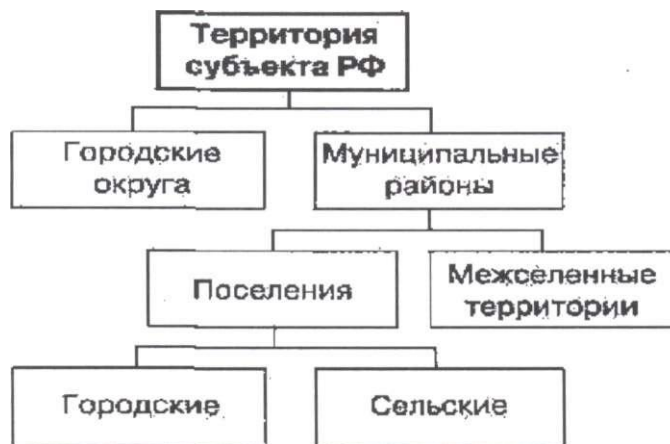 Территория
субъекта РФ
Городские
округа
Муниципальные
районы
Поселения
Межселенные
территории
Городские
Сельские